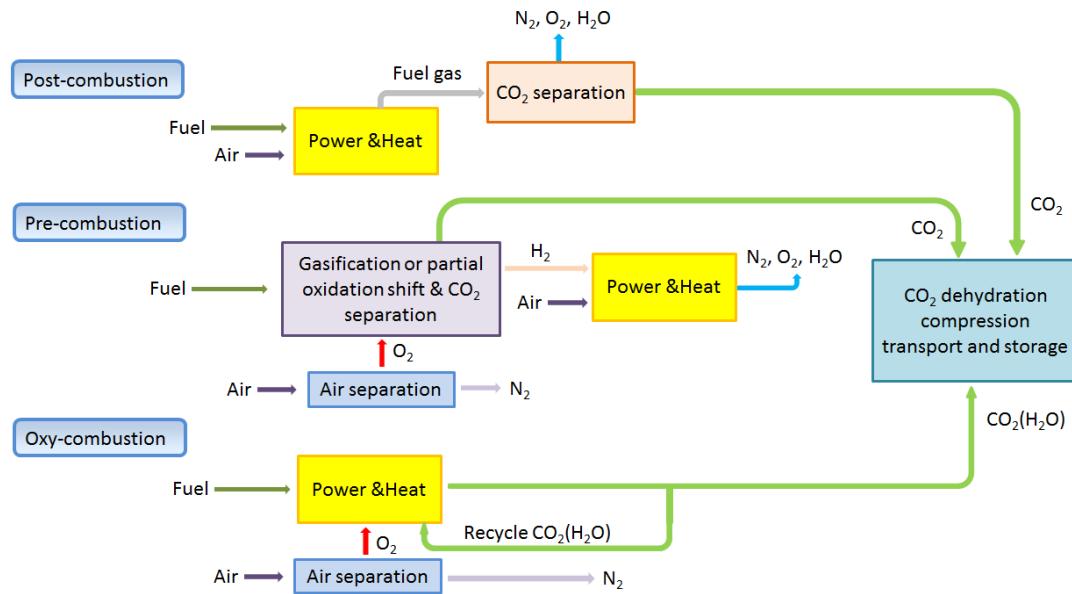 N₂, O₂, H₂O
Post-combustion
Fuel gas
CO₂ separation
Fuel
Power &Heat
Air
CO₂
Pre-combustion
CO₂
H₂
N₂, O₂, H₂O
Gasification or partial
oxidation shift & CO₂
separation
Fuel
Power &Heat
Air
CO₂ dehydration
compression
transport and storage
O₂
Air
Air separation
N₂
Oxy-combustion
CO₂(H₂O)
Fuel
Power &Heat
Recycle CO₂(H₂O)
O₂
Air
Air separation
N₂